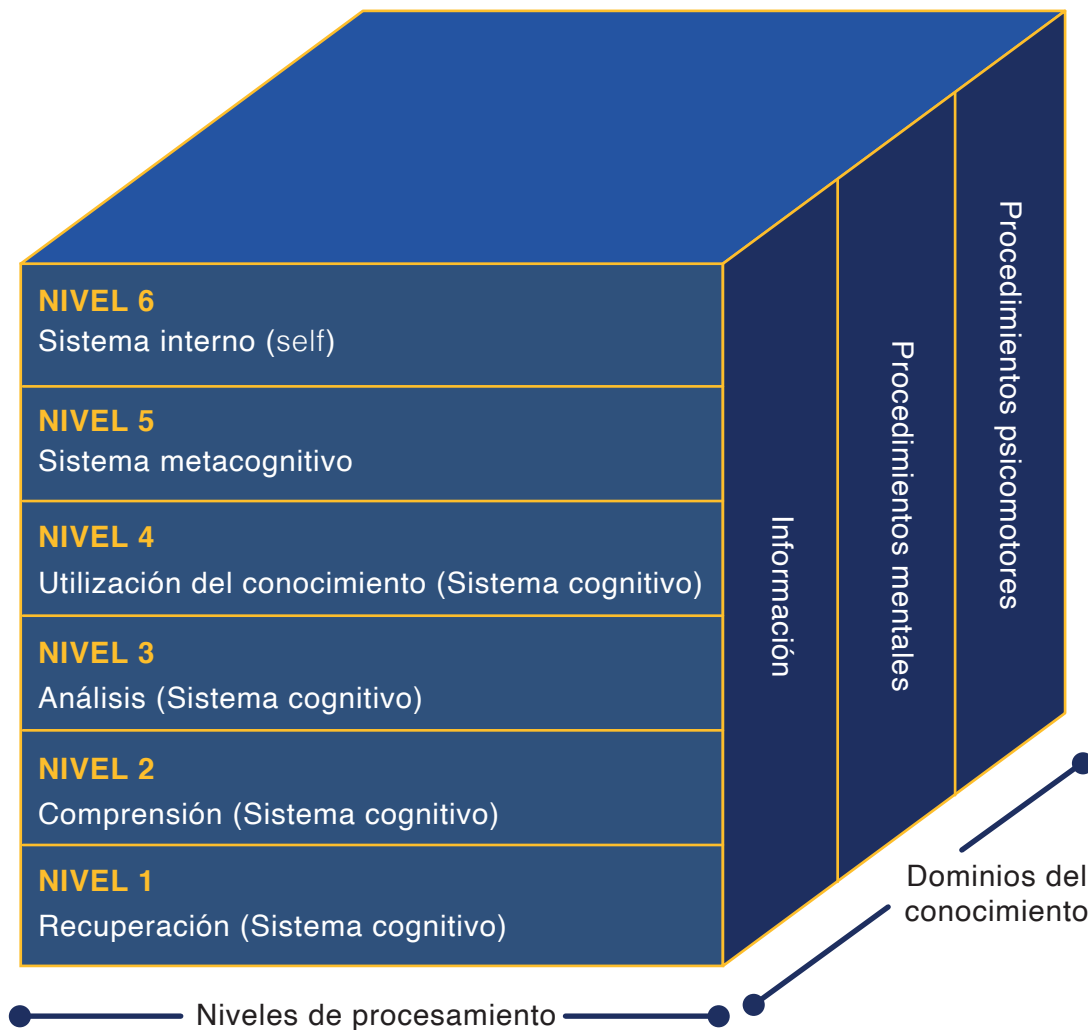 NIVEL 6
Sistema interno (self)
NIVEL 5
Sistema metacognitivo
NIVEL 4
Utilización del conocimiento (Sistema cognitivo)
NIVEL 3
Análisis (Sistema cognitivo)
NIVEL 2
Comprensión (Sistema cognitivo)
NIVEL 1
Recuperación (Sistema cognitivo)
Información
Procedimientos mentales
Procedimientos psicomotores
Dominios del
conocimiento
Niveles de procesamiento